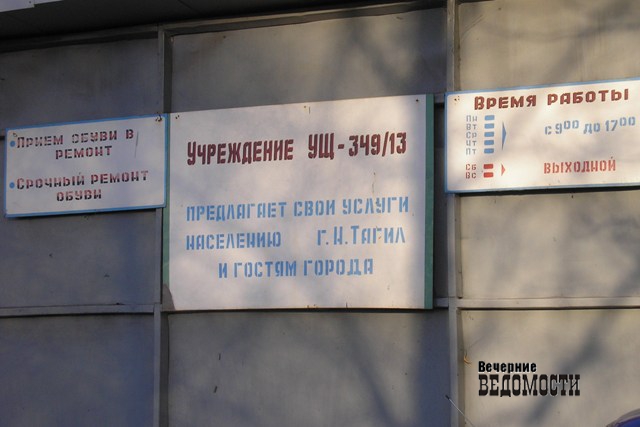 • Прием обуви в
ремонт
• Срочный ремонт
обуви
Учреждение УЩ - 349/13
предлагает свои услуги
населению г. Н. Тагил
и гостям города
Время работы
Пн
Вт
Ср
Чт
Пт
с 900 до 1700
Сб
Вс
выходной
Вечерние
ВЕДОМОСТИ